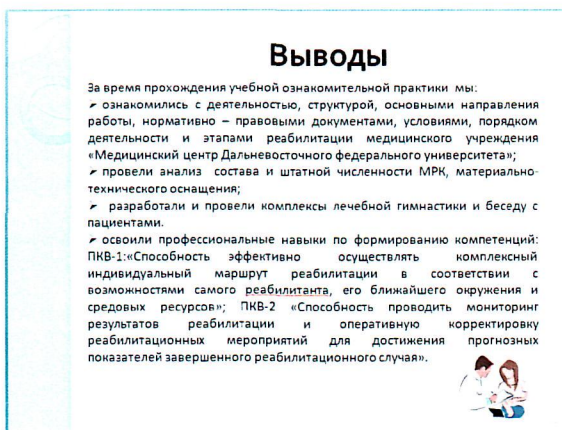 Выводы
За время прохождения учебной ознакомительной практики мы:
➤ ознакомились с деятельностью, структурой, основными направления
работы, нормативно – правовыми документами, условиями, порядком
деятельности и этапами реабилитации медицинского учреждения
«Медицинский центр Дальневосточного федерального университета»;
➤ провели анализ состава и штатной численности МРК, материально-
технического оснащения;
➤ разработали и провели комплексы лечебной гимнастики и беседу с
пациентами.
➤ освоили профессиональные навыки по формированию компетенций:
ПКВ-1:«Способность эффективно осуществлять комплексный
индивидуальный маршрут реабилитации в соответствии с
возможностями самого реабилитанта, его ближайшего окружения и
средовых ресурсов»; ПКВ-2 «Способность проводить мониторинг
результатов реабилитации и оперативную корректировку
реабилитационных мероприятий для достижения прогнозных
показателей завершенного реабилитационного случая».